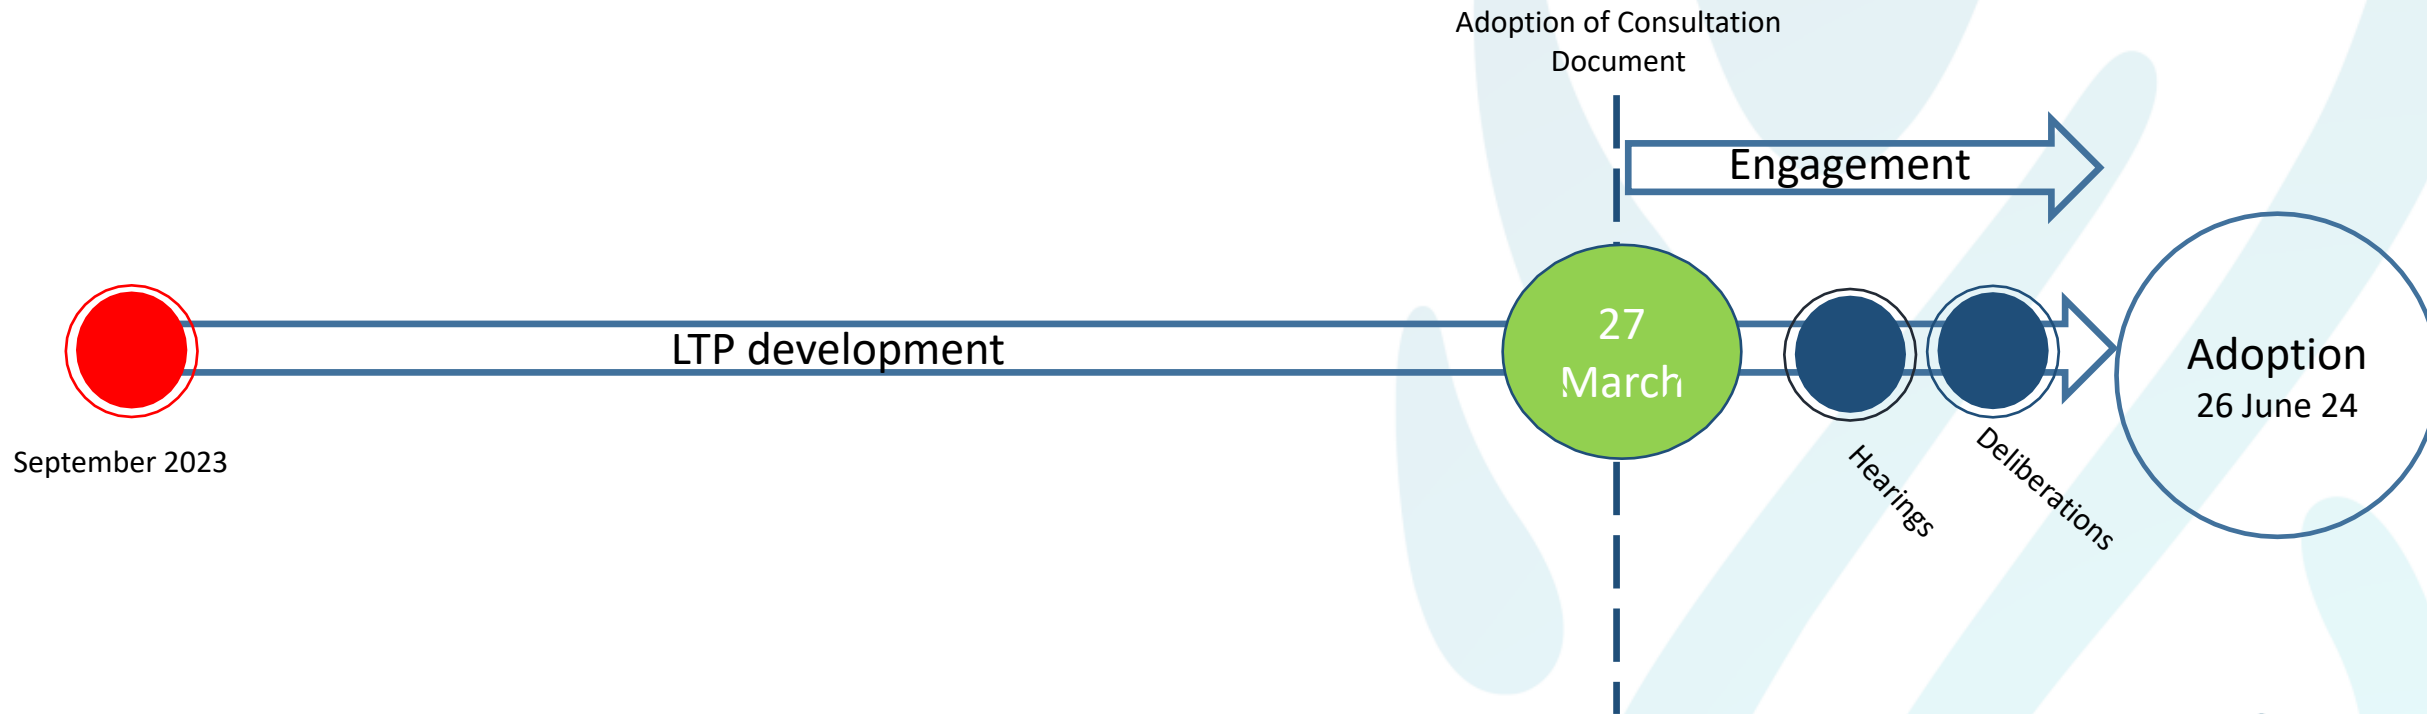 Adoption of Consultation
Document
Engagement
LTP development
27
March
Adoption
26 June 24
September 2023
Hearings
Deliberations